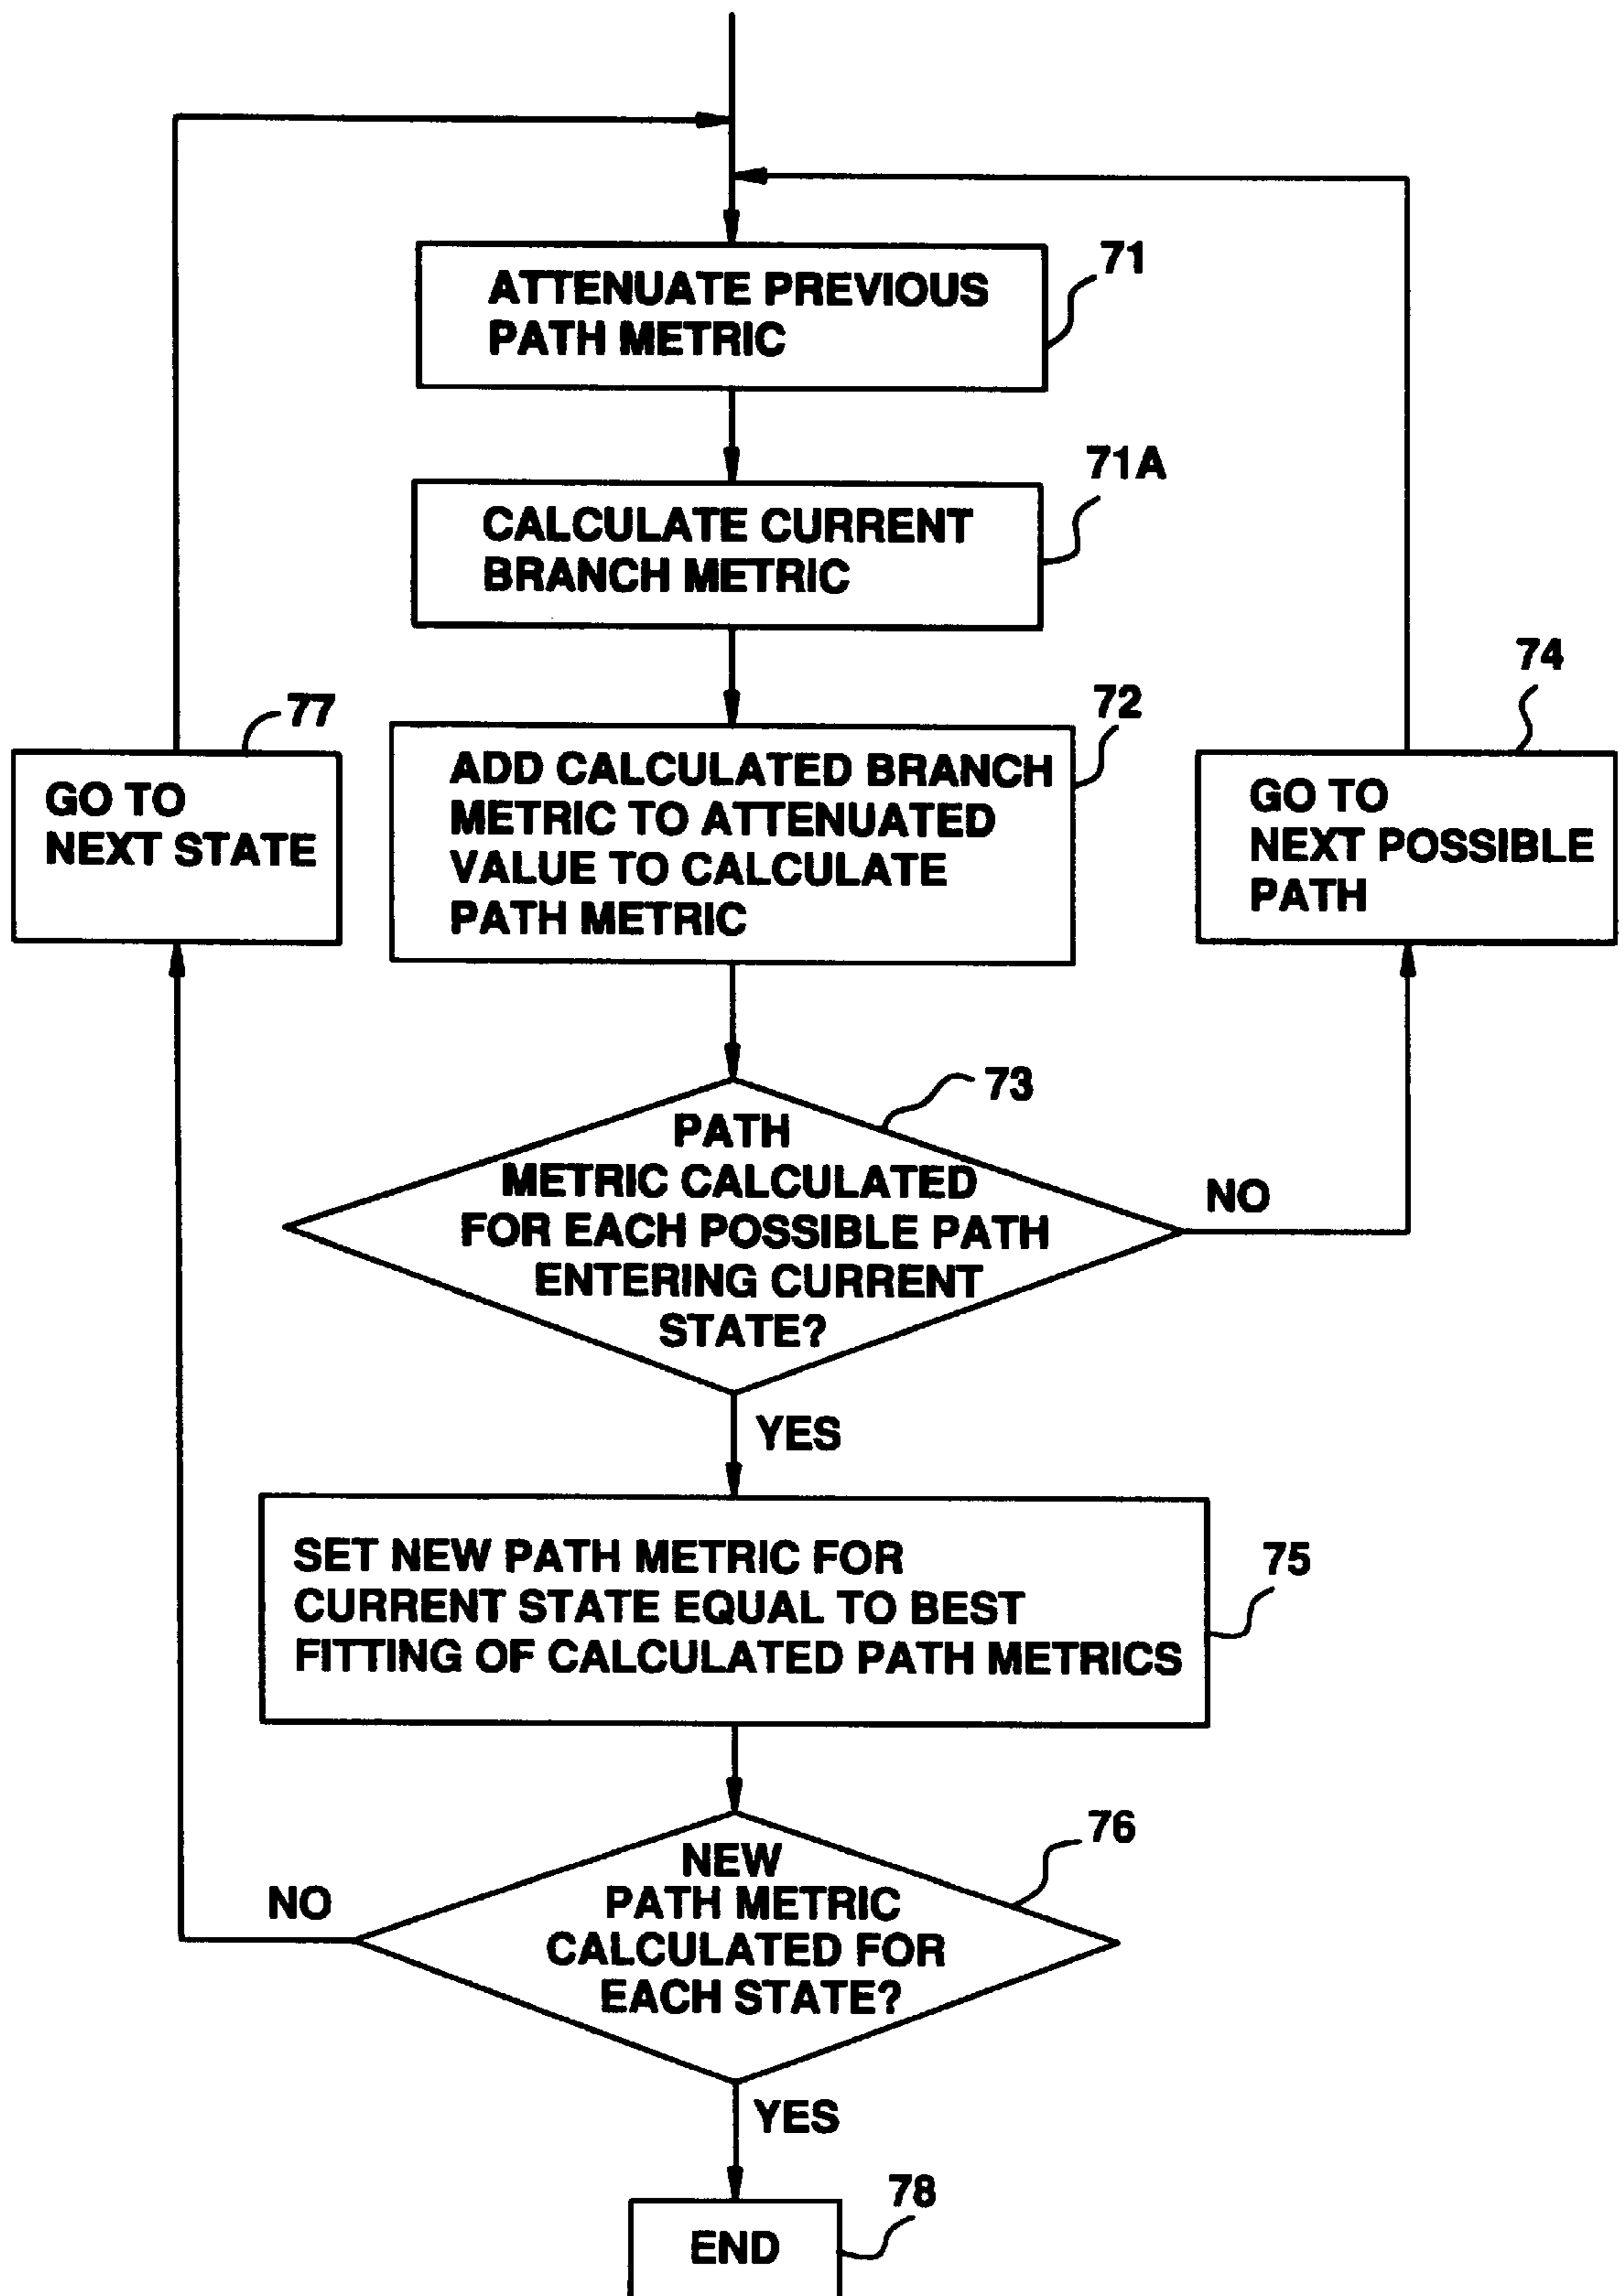 71
ATTENUATE PREVIOUS
PATH METRIC
71A
CALCULATE CURRENT
BRANCH METRIC
72
ADD CALCULATED BRANCH
METRIC TO ATTENUATED
VALUE TO CALCULATE
PATH METRIC
77
GO TO
NEXT STATE
74
GO TO
NEXT POSSIBLE
PATH
73
PATH
METRIC CALCULATED
FOR EACH POSSIBLE PATH
ENTERING CURRENT
STATE?
NO
YES
75
SET NEW PATH METRIC FOR
CURRENT STATE EQUAL TO BEST
FITTING OF CALCULATED PATH METRICS
76
NEW
PATH METRIC
CALCULATED FOR
EACH STATE?
NO
YES
78
END